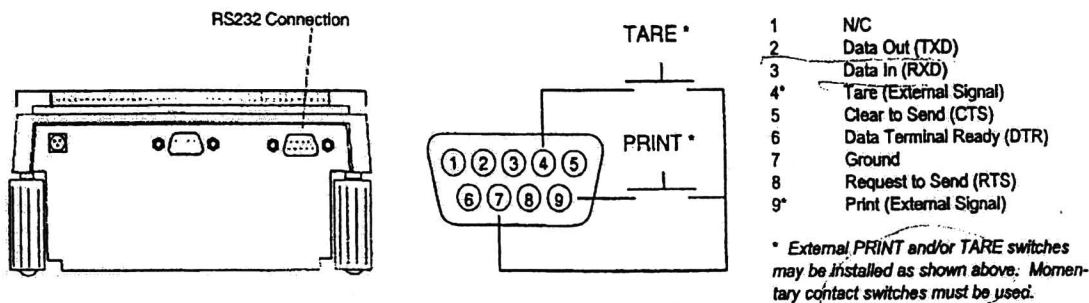 RS232 Connection
TARE *
PRINT *
1 2 3 4 5
6 7 8 9
1 N/C
2 Data Out (TXD)
3 Data In (RXD)
4* Tare (External Signal)
5 Clear to Send (CTS)
6 Data Terminal Ready (DTR)
7 Ground
8 Request to Send (RTS)
9* Print (External Signal)
* External PRINT and/or TARE switches
may be installed as shown above. Momen-
tary contact switches must be used.